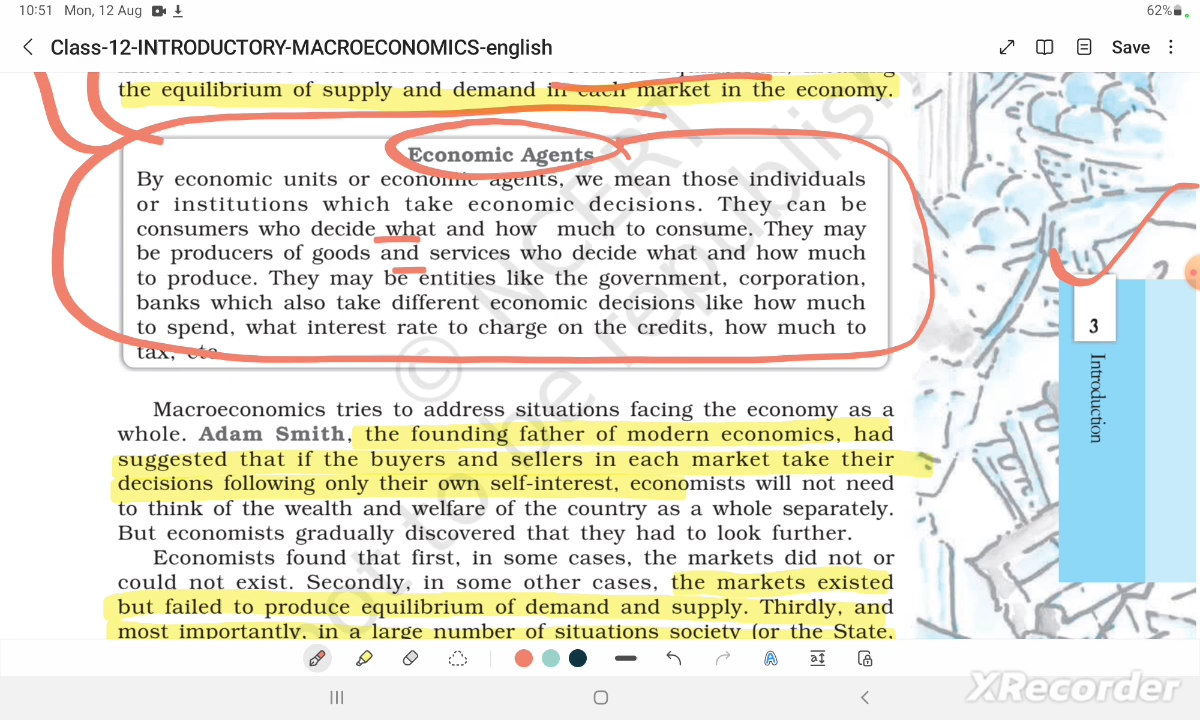 10:51 Mon, 12 Aug
62%
Class-12-INTRODUCTORY-MACROECONOMICS-english
Save
the equilibrium of supply and demand in each market in the economy.
Economic Agents
By economic units or economic agents, we mean those individuals
or institutions which take economic decisions. They can be
consumers who decide what and how much to consume. They may
be producers of goods and services who decide what and how much
to produce. They may be entities like the government, corporation,
banks which also take different economic decisions like how much
to spend, what interest rate to charge on the credits, how much to
tax, etc
3
Introduction
Macroeconomics tries to address situations facing the economy as a
whole. Adam Smith, the founding father of modern economics, had
suggested that if the buyers and sellers in each market take their
decisions following only their own self-interest, economists will not need
to think of the wealth and welfare of the country as a whole separately.
But economists gradually discovered that they had to look further.
Economists found that first, in some cases, the markets did not or
could not exist. Secondly, in some other cases, the markets existed
but failed to produce equilibrium of demand and supply. Thirdly, and
most importantly, in a large number of situations society (or the State,
© NCERT
not to be republish
XRecorder